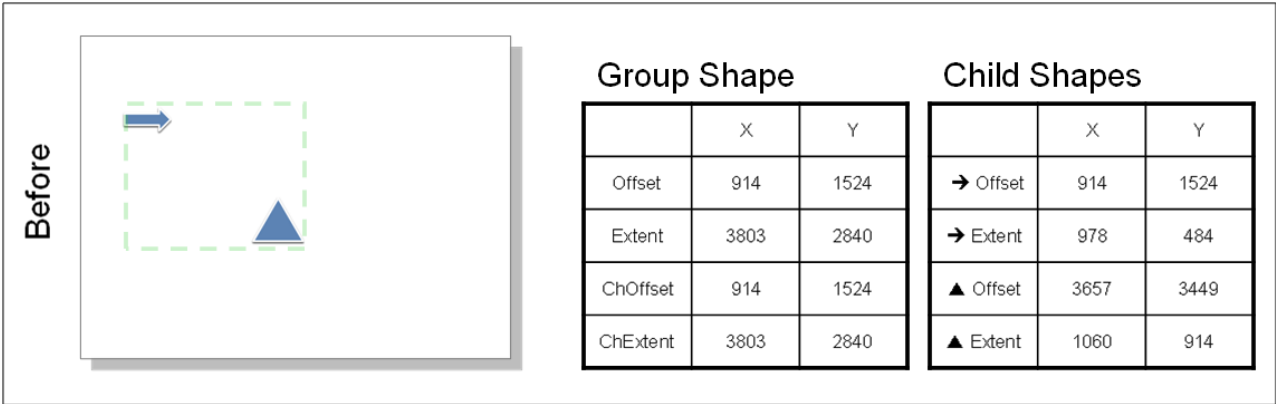 Before
Group Shape
X Y
Offset 914 1524
Extent 3803 2840
ChOffset 914 1524
ChExtent 3803 2840
Child Shapes
X Y
→ Offset 914 1524
→ Extent 978 484
▲ Offset 3657 3449
▲ Extent 1060 914